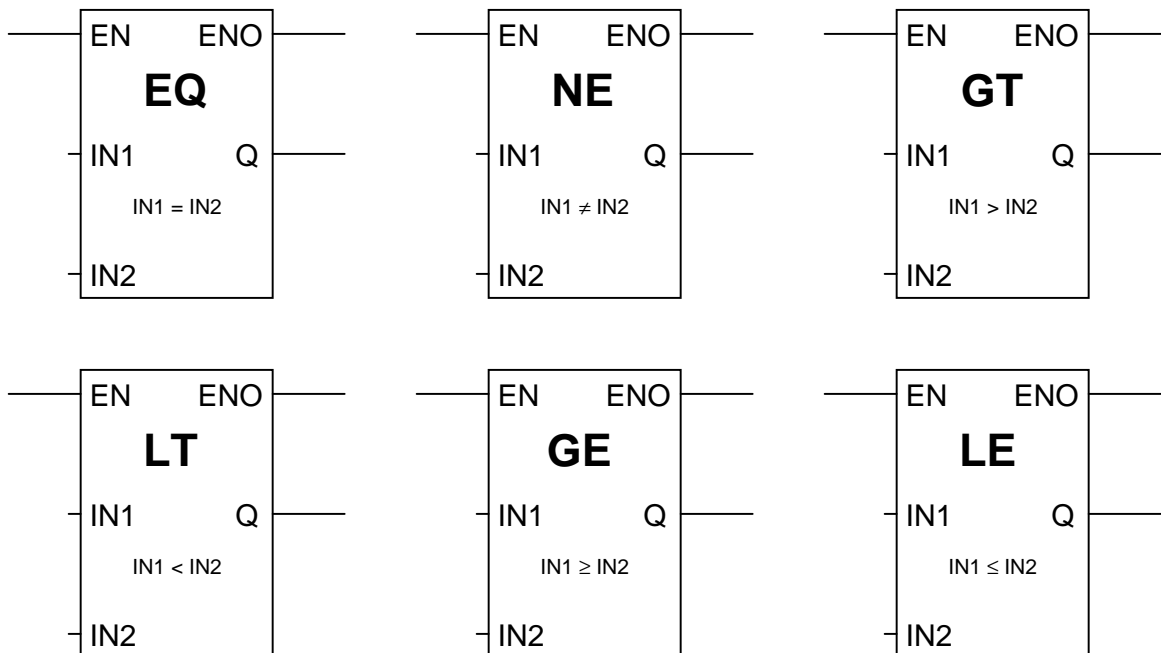 EN ENO EN ENO EN ENO
EQ NE GT
IN1 Q IN1 Q IN1 Q
IN1 = IN2 IN1 ≠ IN2 IN1 > IN2
IN2 IN2 IN2
EN ENO EN ENO EN ENO
LT GE LE
IN1 Q IN1 Q IN1 Q
IN1 < IN2 IN1 ≥ IN2 IN1 ≤ IN2
IN2 IN2 IN2